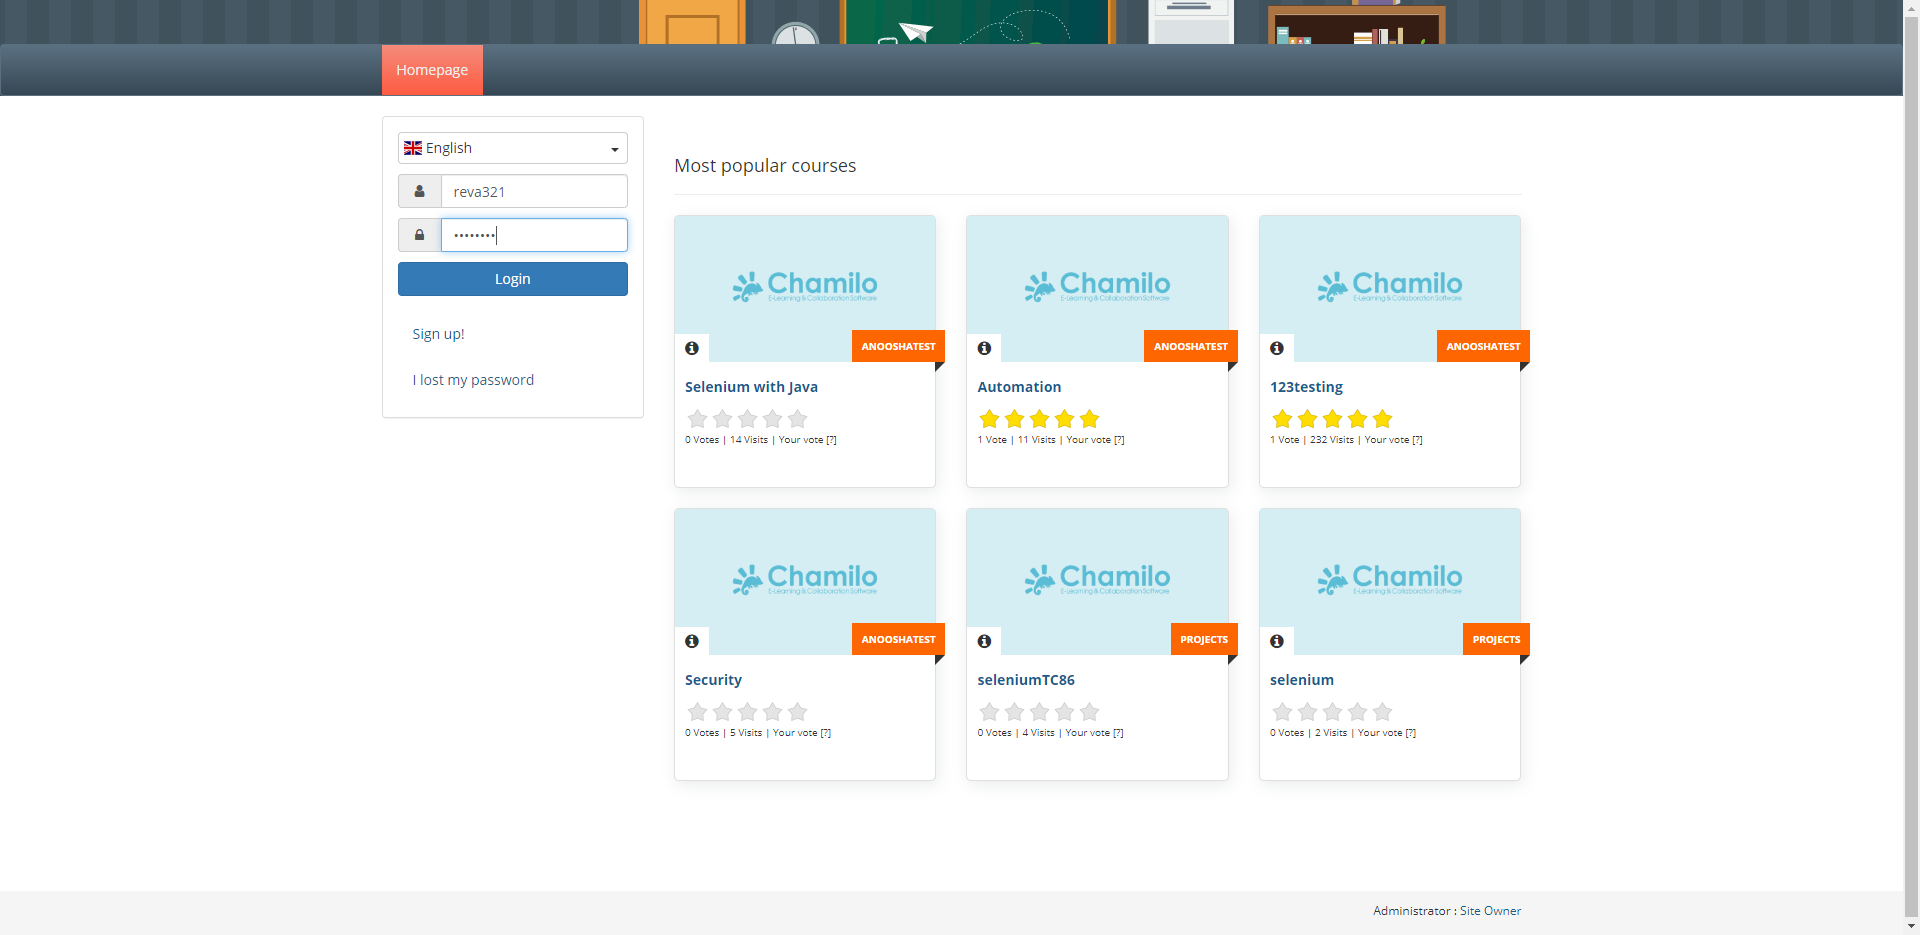 Homepage
English
reva321
••••••••
Login
Sign up!
I lost my password
Most popular courses
Chamilo
E-Learning & Collaboration Software
ANOOSHATEST
Selenium with Java
0 Votes | 14 Visits | Your vote [?]
Chamilo
E-Learning & Collaboration Software
ANOOSHATEST
Automation
1 Vote | 11 Visits | Your vote [?]
Chamilo
E-Learning & Collaboration Software
ANOOSHATEST
123testing
1 Vote | 232 Visits | Your vote [?]
Chamilo
E-Learning & Collaboration Software
ANOOSHATEST
Security
0 Votes | 5 Visits | Your vote [?]
Chamilo
E-Learning & Collaboration Software
PROJECTS
seleniumTC86
0 Votes | 4 Visits | Your vote [?]
Chamilo
E-Learning & Collaboration Software
PROJECTS
selenium
0 Votes | 2 Visits | Your vote [?]
Administrator : Site Owner